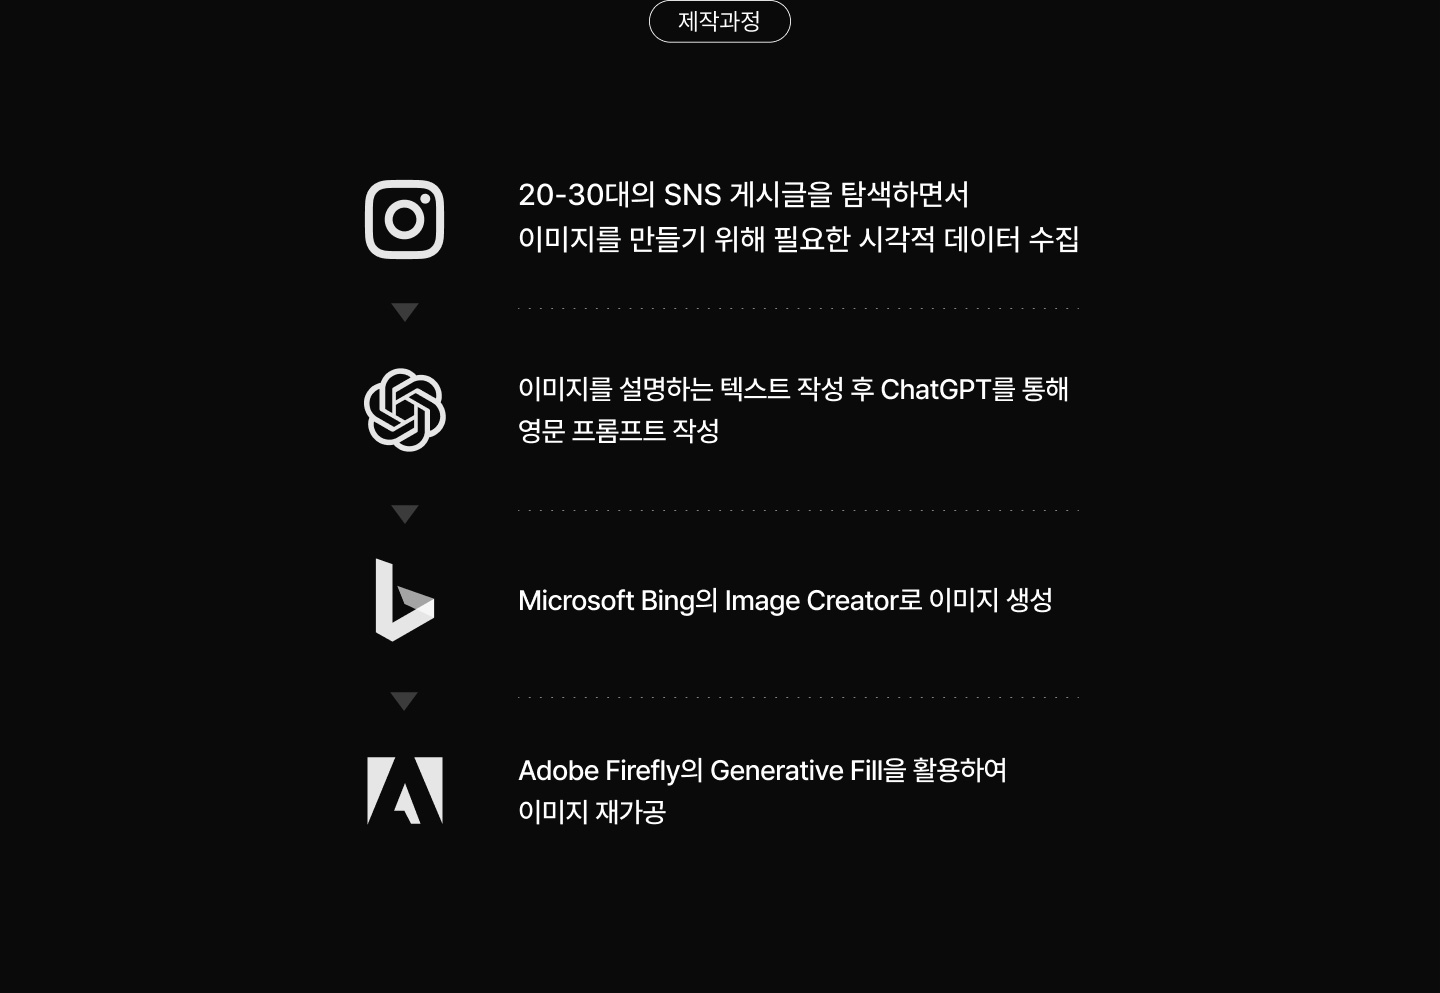 제작과정
20-30대의 SNS 게시글을 탐색하면서
이미지를 만들기 위해 필요한 시각적 데이터 수집
이미지를 설명하는 텍스트 작성 후 ChatGPT를 통해
영문 프롬프트 작성
Microsoft Bing의 Image Creator로 이미지 생성
Adobe Firefly의 Generative Fill을 활용하여
이미지 재가공